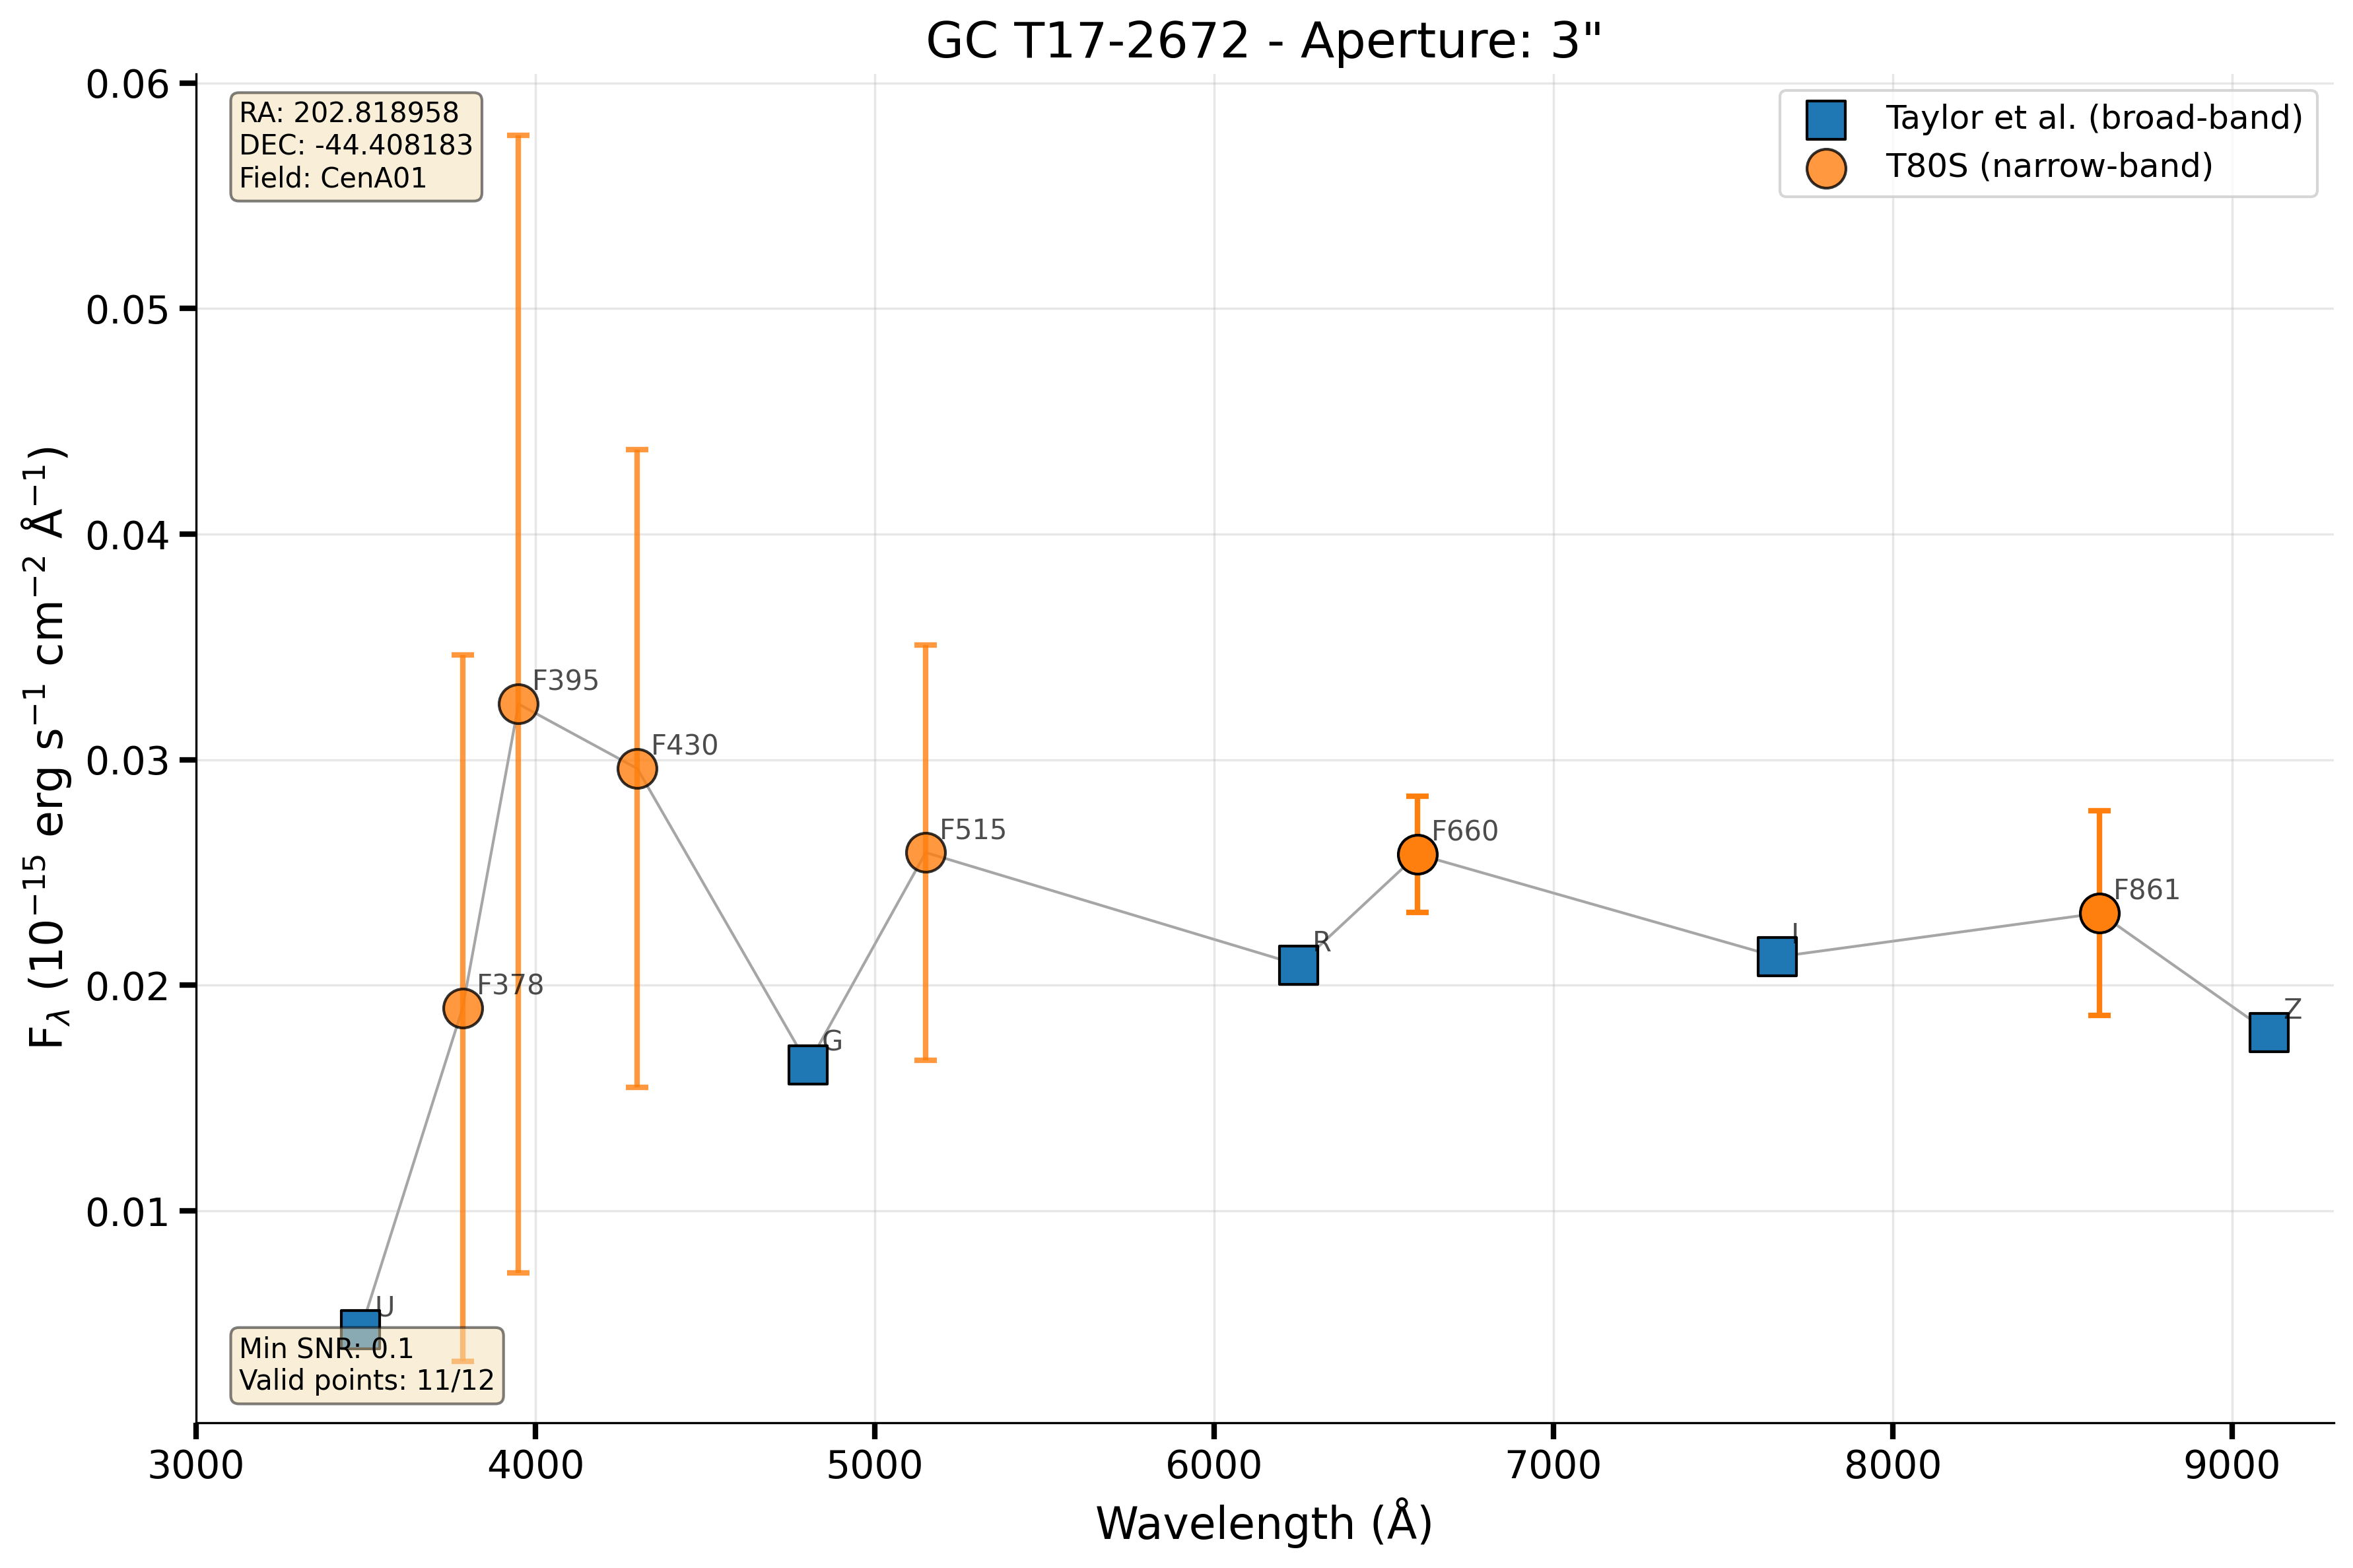 GC T17-2672 - Aperture: 3"
RA: 202.818958
DEC: -44.408183
Field: CenA01
Taylor et al. (broad-band)
T80S (narrow-band)
0.06
0.05
0.04
0.03
0.02
0.01
F_λ (10⁻¹⁵ erg s⁻¹ cm⁻² Å⁻¹)
F395
F430
F515
F660
F861
F378
R
I
G
Z
U
Min SNR: 0.1
Valid points: 11/12
3000 4000 5000 6000 7000 8000 9000
Wavelength (Å)